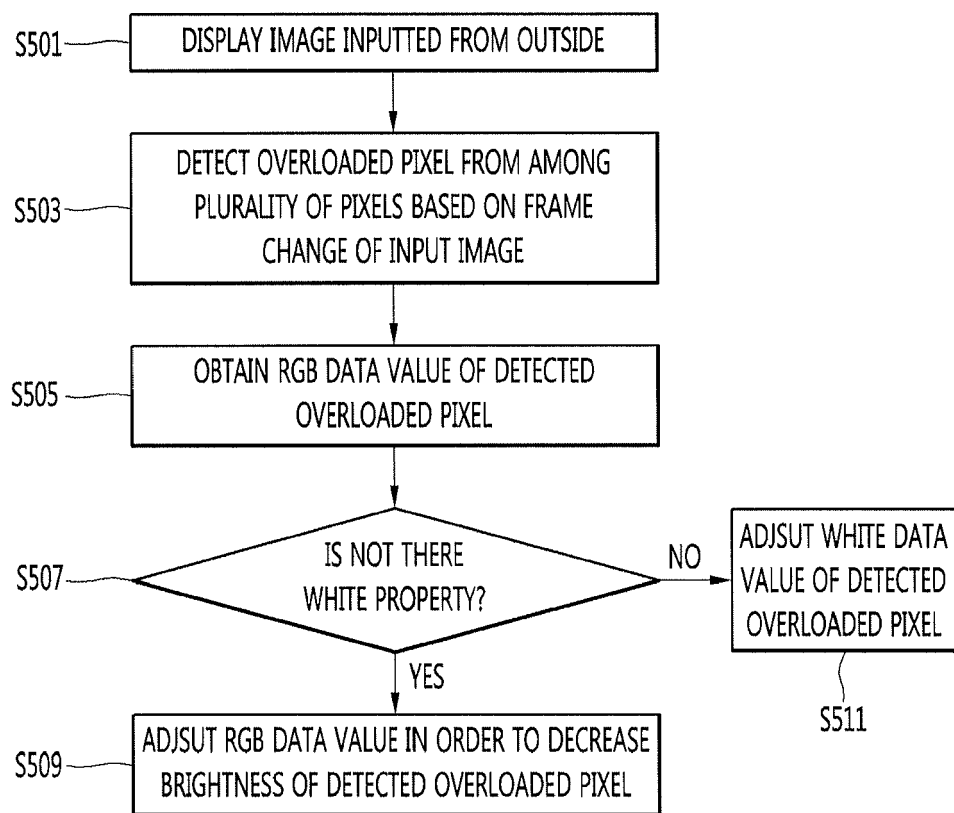 S501
DISPLAY IMAGE INPUTTED FROM OUTSIDE
S503
DETECT OVERLOADED PIXEL FROM AMONG
PLURALITY OF PIXELS BASED ON FRAME
CHANGE OF INPUT IMAGE
S505
OBTAIN RGB DATA VALUE OF DETECTED
OVERLOADED PIXEL
S507
IS NOT THERE
WHITE PROPERTY?
NO
ADJSUT WHITE DATA
VALUE OF DETECTED
OVERLOADED PIXEL
S511
YES
S509
ADJSUT RGB DATA VALUE IN ORDER TO DECREASE
BRIGHTNESS OF DETECTED OVERLOADED PIXEL